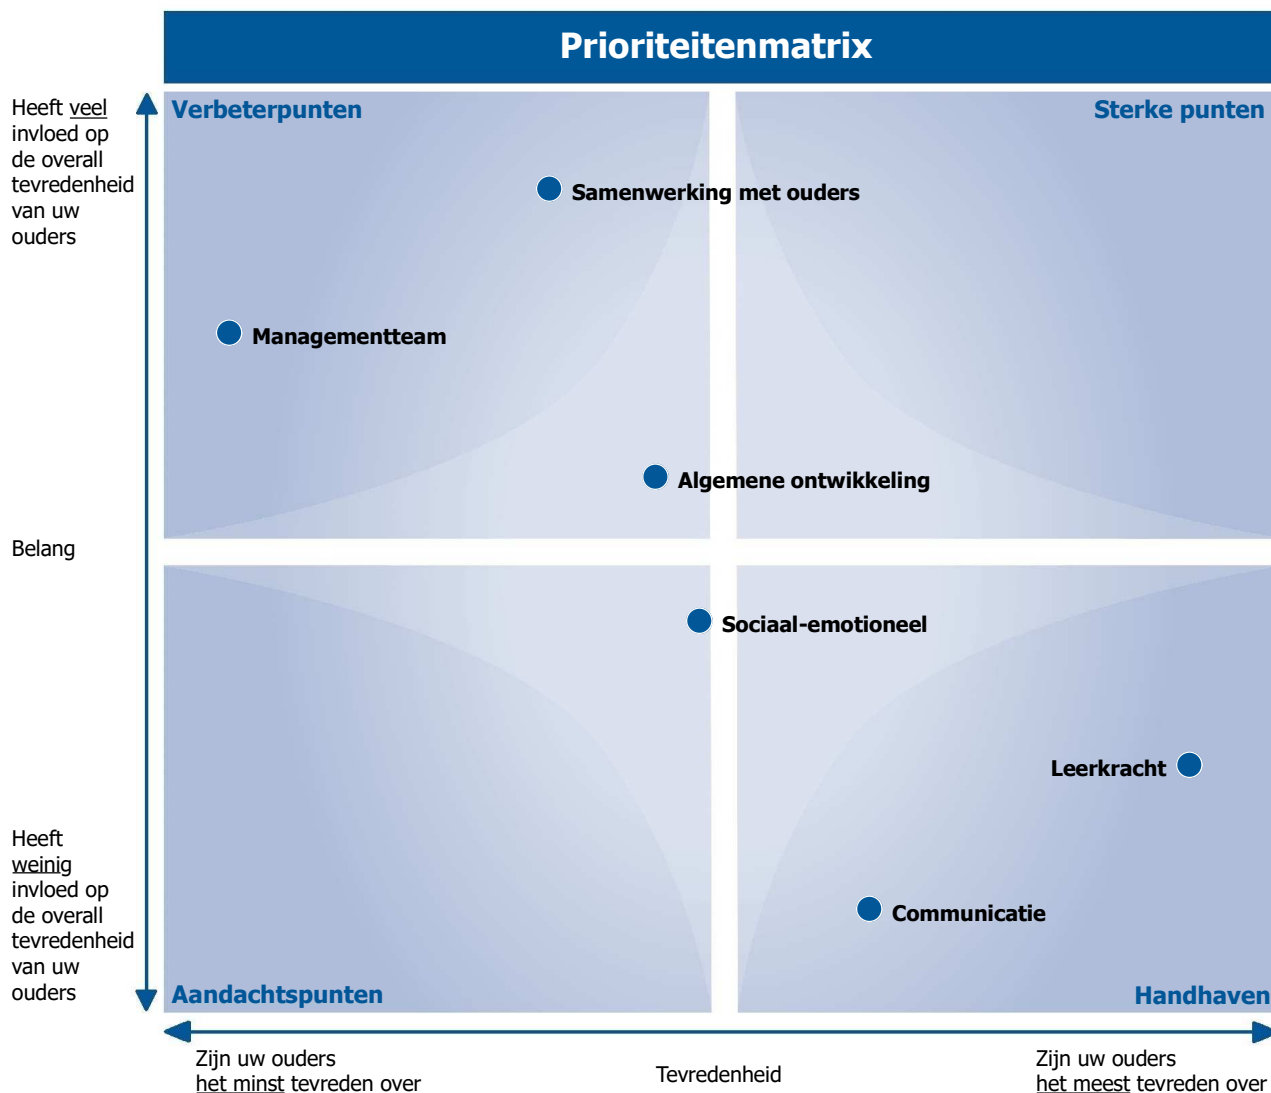 Prioriteitenmatrix
Heeft veel
invloed op
de overall
tevredenheid
van uw
ouders
Verbeterpunten
Sterke punten
Samenwerking met ouders
Managementteam
Algemene ontwikkeling
Belang
Sociaal-emotioneel
Leerkracht
Communicatie
Heeft
weinig
invloed op
de overall
tevredenheid
van uw
ouders
Aandachtspunten
Handhaven
Zijn uw ouders
het minst tevreden over
Tevredenheid
Zijn uw ouders
het meest tevreden over